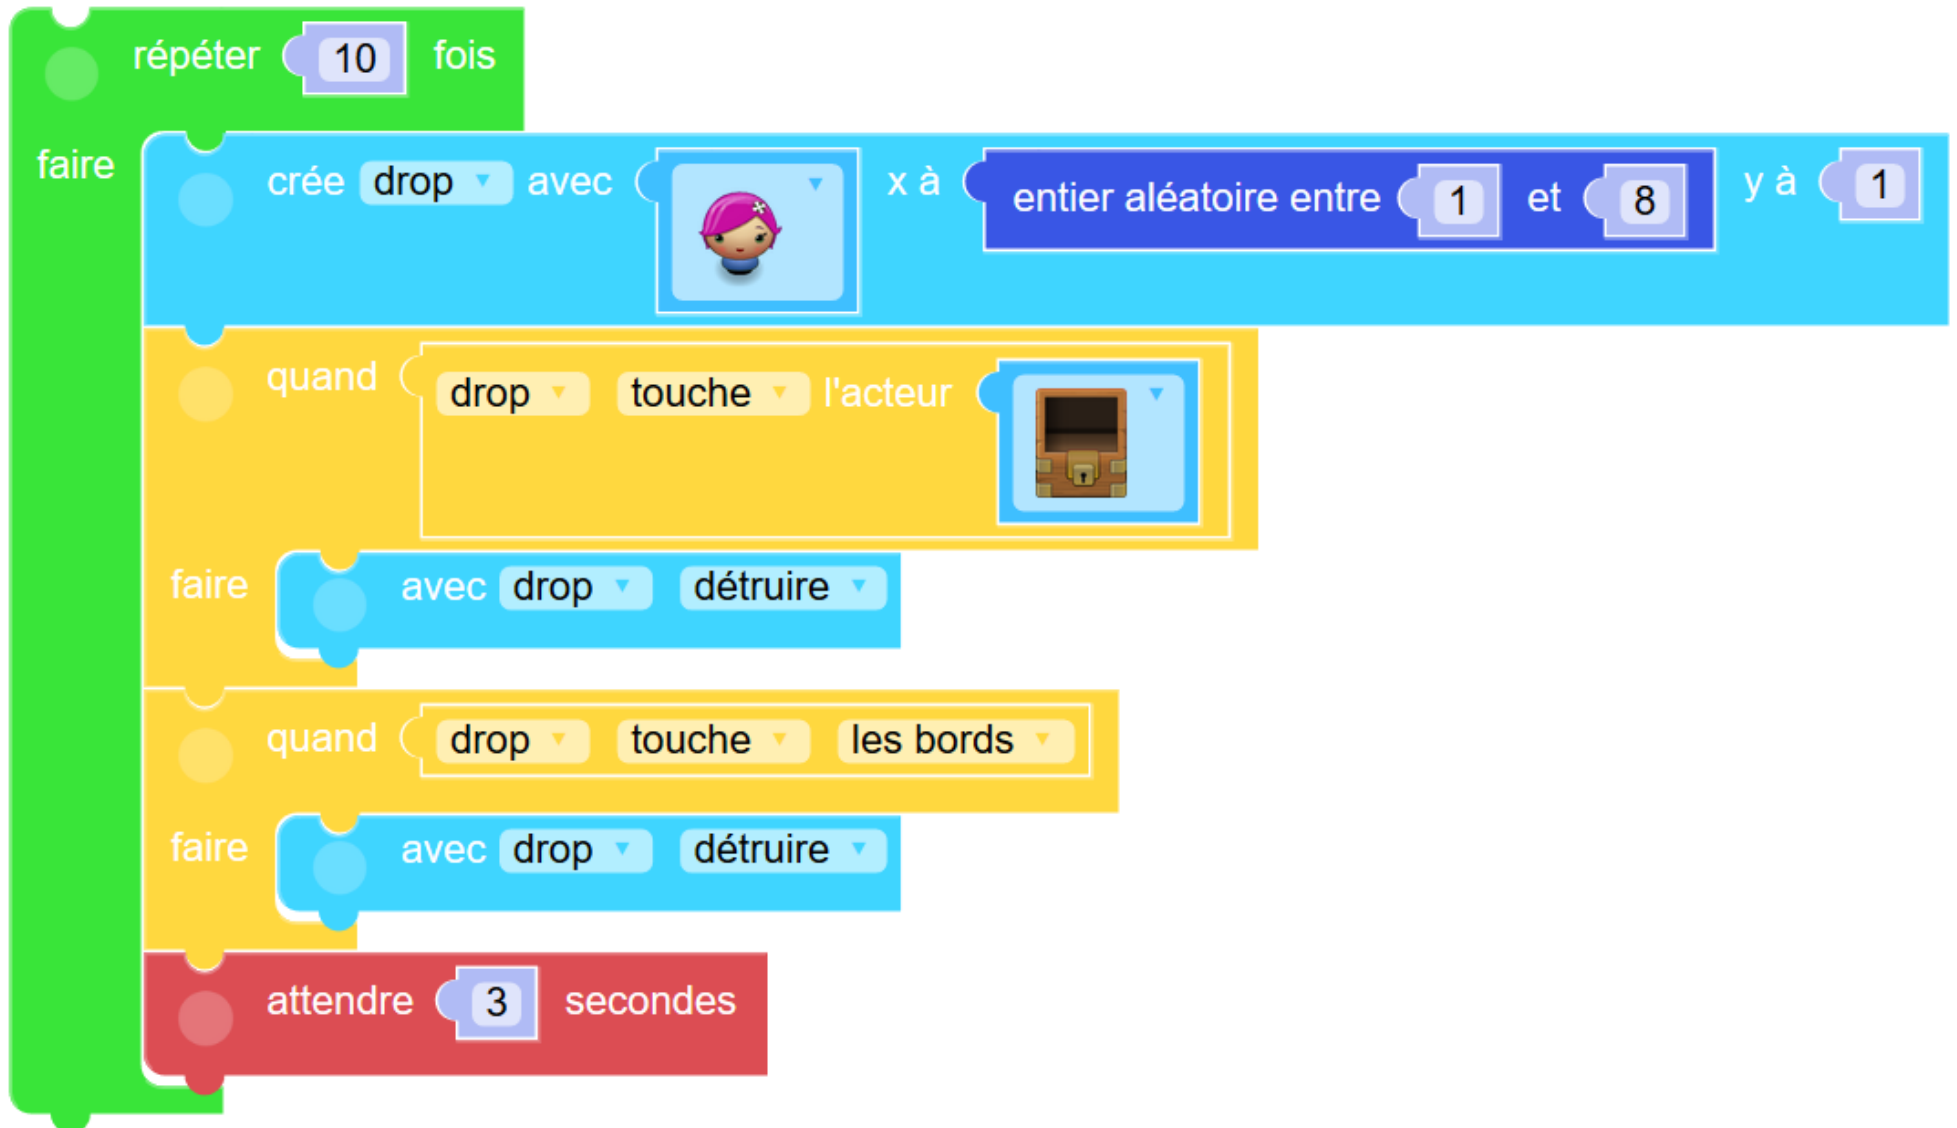 répéter 10 fois
faire
crée drop avec x à entier aléatoire entre 1 et 8 y à 1
quand drop touche l'acteur
faire avec drop détruire
quand drop touche les bords
faire avec drop détruire
attendre 3 secondes